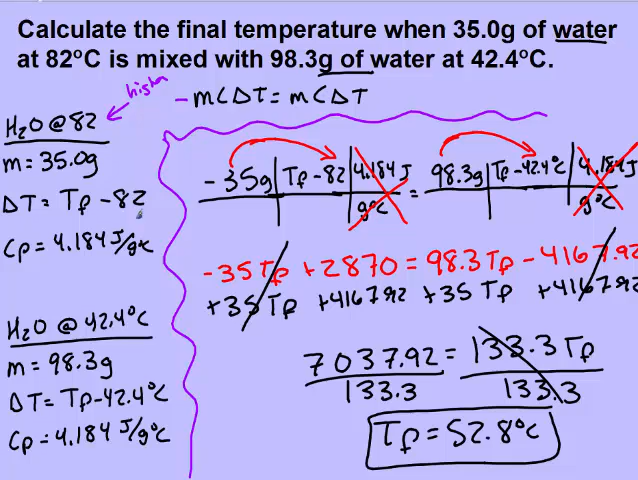 Calculate the final temperature when 35.0g of water
at 82°C is mixed with 98.3g of water at 42.4°C.
higher
-mCΔT = mCΔT
H₂O @ 82
m = 35.0g
ΔT = Tf - 82
Cp = 4.184 J/g°C
H₂O @ 42.4°C
m = 98.3g
ΔT = Tf - 42.4°C
Cp = 4.184 J/g°C
-35g | Tf - 82 | 4.184 J = 98.3g | Tf - 42.4°C | 4.184 J
g°C g°C
-35Tf + 2870 = 98.3Tf - 4167.92
+35Tf +4167.92 +35Tf +4167.92
7037.92 = 133.3Tf
133.3 133.3
Tf = 52.8°C